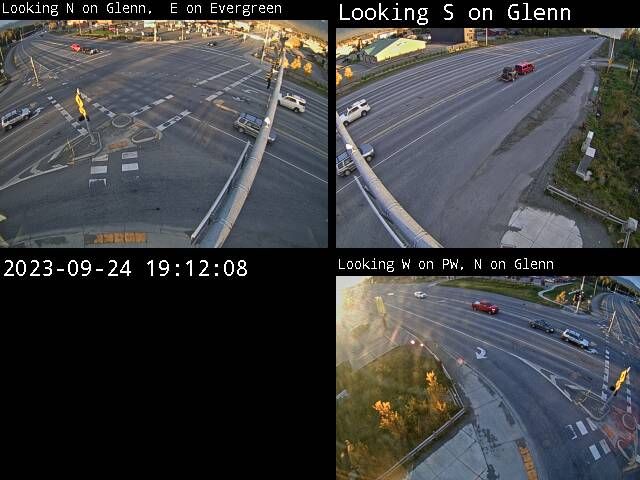 Looking N on Glenn,  E on Evergreen
Looking S on Glenn
2023-09-24 19:12:08
Looking W on PW, N on Glenn